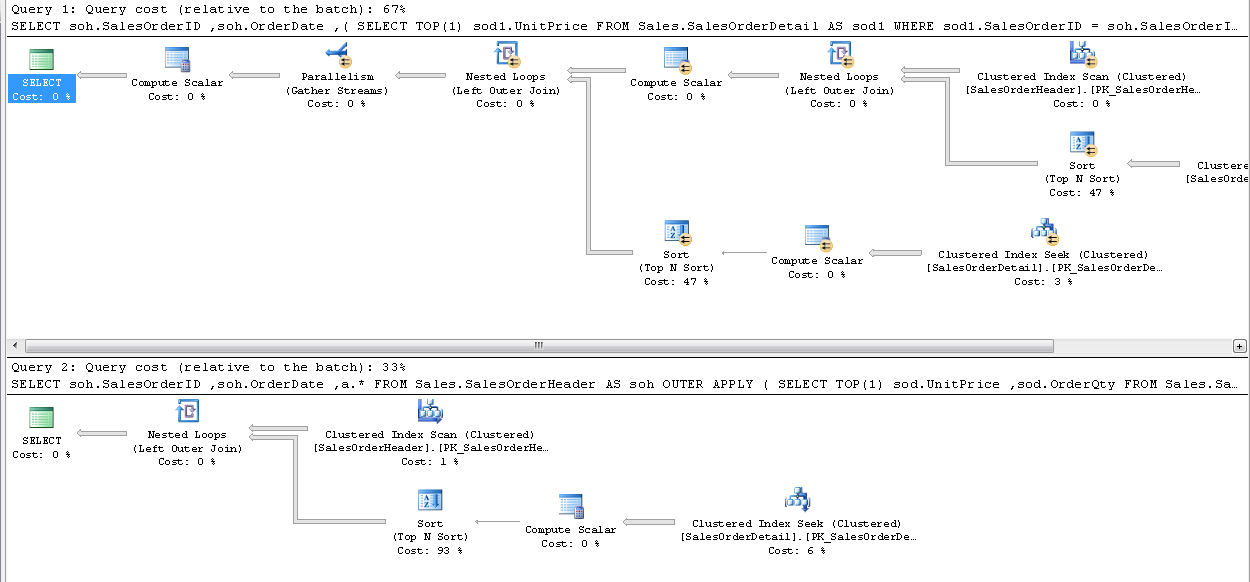 Query 1: Query cost (relative to the batch): 67%
SELECT soh.SalesOrderID ,soh.OrderDate ,( SELECT TOP(1) sod1.UnitPrice FROM Sales.SalesOrderDetail AS sod1 WHERE sod1.SalesOrderID = soh.SalesOrderI…
SELECT
Cost: 0 %
Compute Scalar
Cost: 0 %
Parallelism
(Gather Streams)
Cost: 0 %
Nested Loops
(Left Outer Join)
Cost: 0 %
Compute Scalar
Cost: 0 %
Nested Loops
(Left Outer Join)
Cost: 0 %
Clustered Index Scan (Clustered)
[SalesOrderHeader].[PK_SalesOrderHe…
Cost: 0 %
Sort
(Top N Sort)
Cost: 47 %
Clustere
[SalesOrde
Sort
(Top N Sort)
Cost: 47 %
Compute Scalar
Cost: 0 %
Clustered Index Seek (Clustered)
[SalesOrderDetail].[PK_SalesOrderDe…
Cost: 3 %
Query 2: Query cost (relative to the batch): 33%
SELECT soh.SalesOrderID ,soh.OrderDate ,a.* FROM Sales.SalesOrderHeader AS soh OUTER APPLY ( SELECT TOP(1) sod.UnitPrice ,sod.OrderQty FROM Sales.Sa…
SELECT
Cost: 0 %
Nested Loops
(Left Outer Join)
Cost: 0 %
Clustered Index Scan (Clustered)
[SalesOrderHeader].[PK_SalesOrderHe…
Cost: 1 %
Sort
(Top N Sort)
Cost: 93 %
Compute Scalar
Cost: 0 %
Clustered Index Seek (Clustered)
[SalesOrderDetail].[PK_SalesOrderDe…
Cost: 6 %